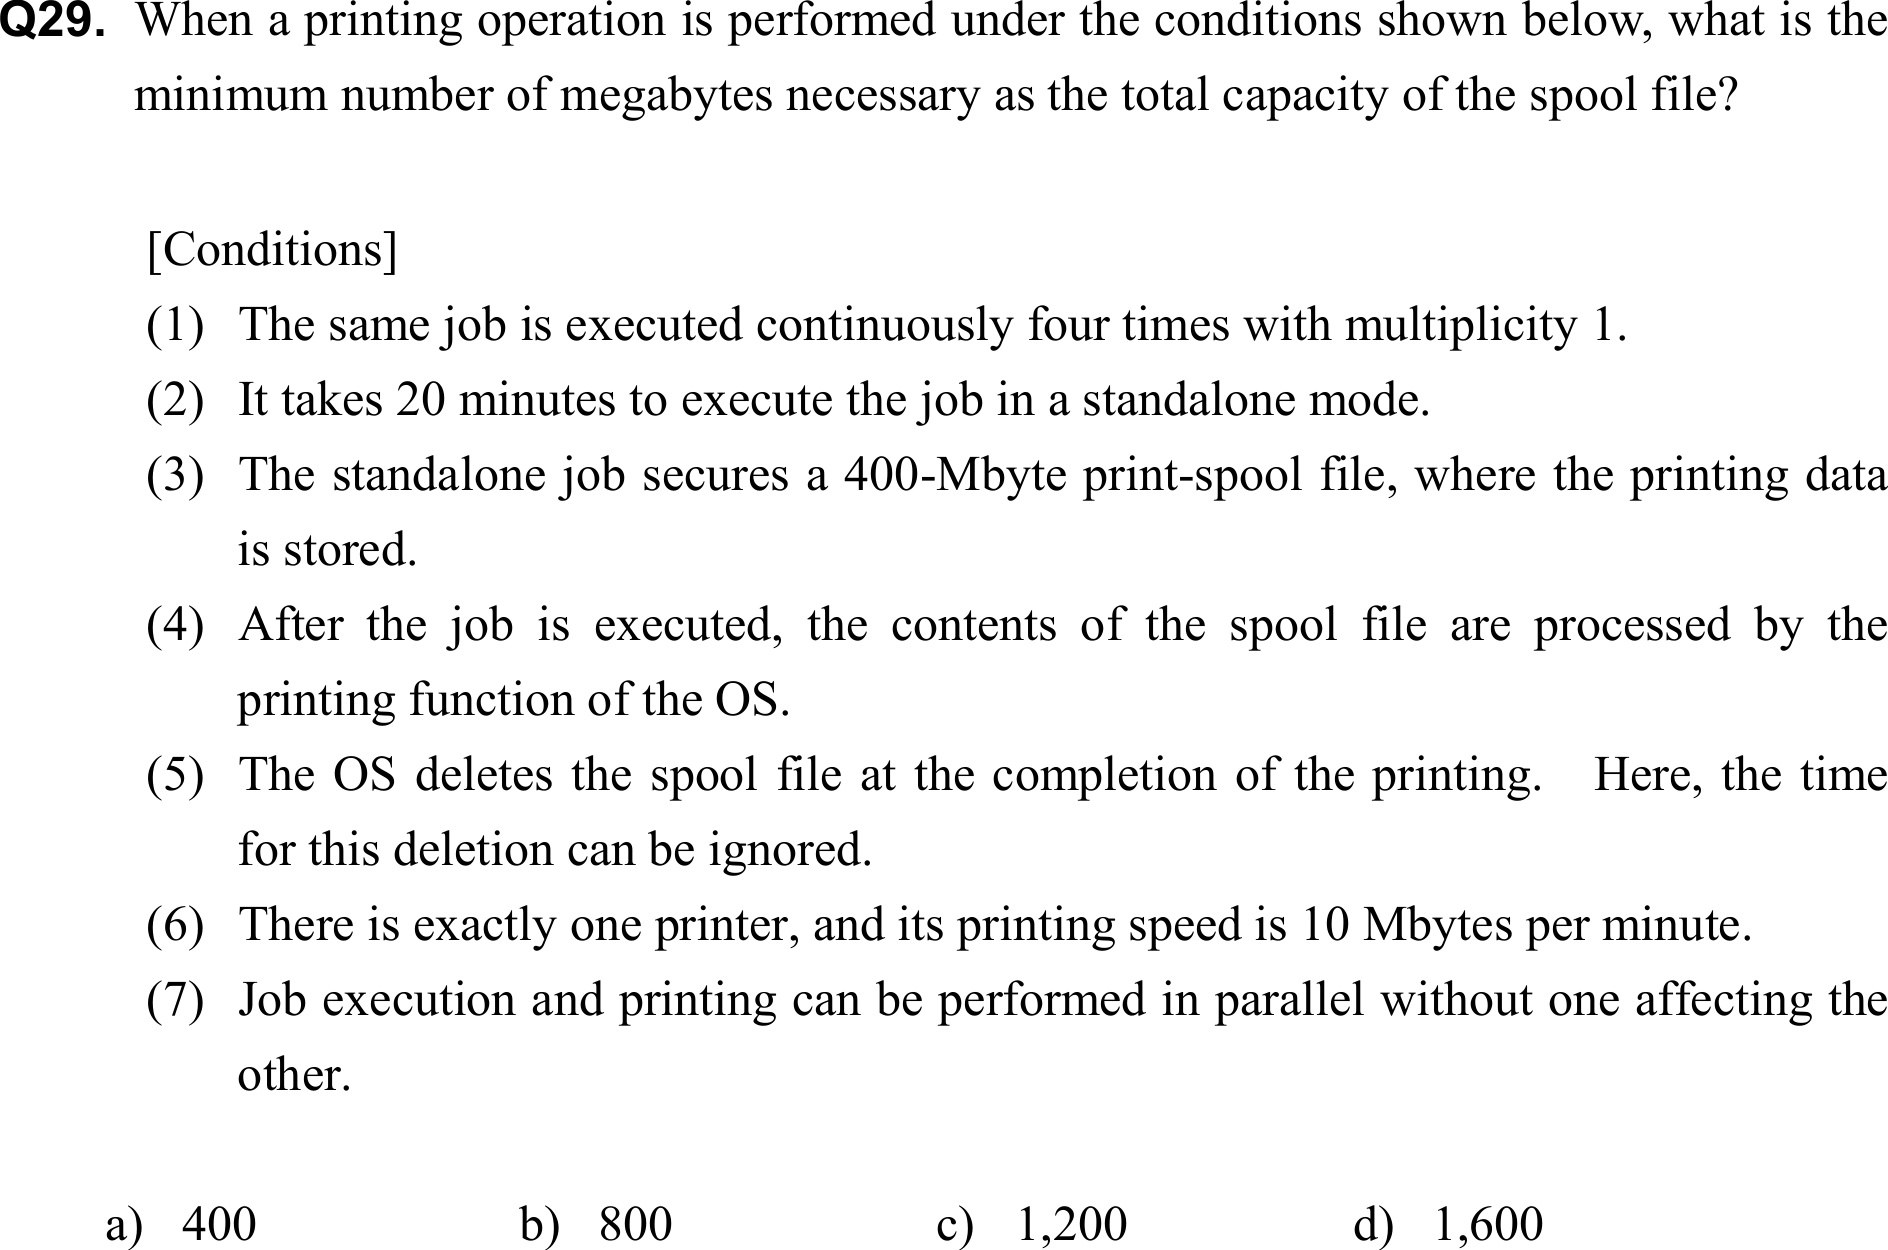 Q29. When a printing operation is performed under the conditions shown below, what is the
minimum number of megabytes necessary as the total capacity of the spool file?
[Conditions]
(1) The same job is executed continuously four times with multiplicity 1.
(2) It takes 20 minutes to execute the job in a standalone mode.
(3) The standalone job secures a 400-Mbyte print-spool file, where the printing data
is stored.
(4) After the job is executed, the contents of the spool file are processed by the
printing function of the OS.
(5) The OS deletes the spool file at the completion of the printing. Here, the time
for this deletion can be ignored.
(6) There is exactly one printer, and its printing speed is 10 Mbytes per minute.
(7) Job execution and printing can be performed in parallel without one affecting the
other.
a) 400 b) 800 c) 1,200 d) 1,600